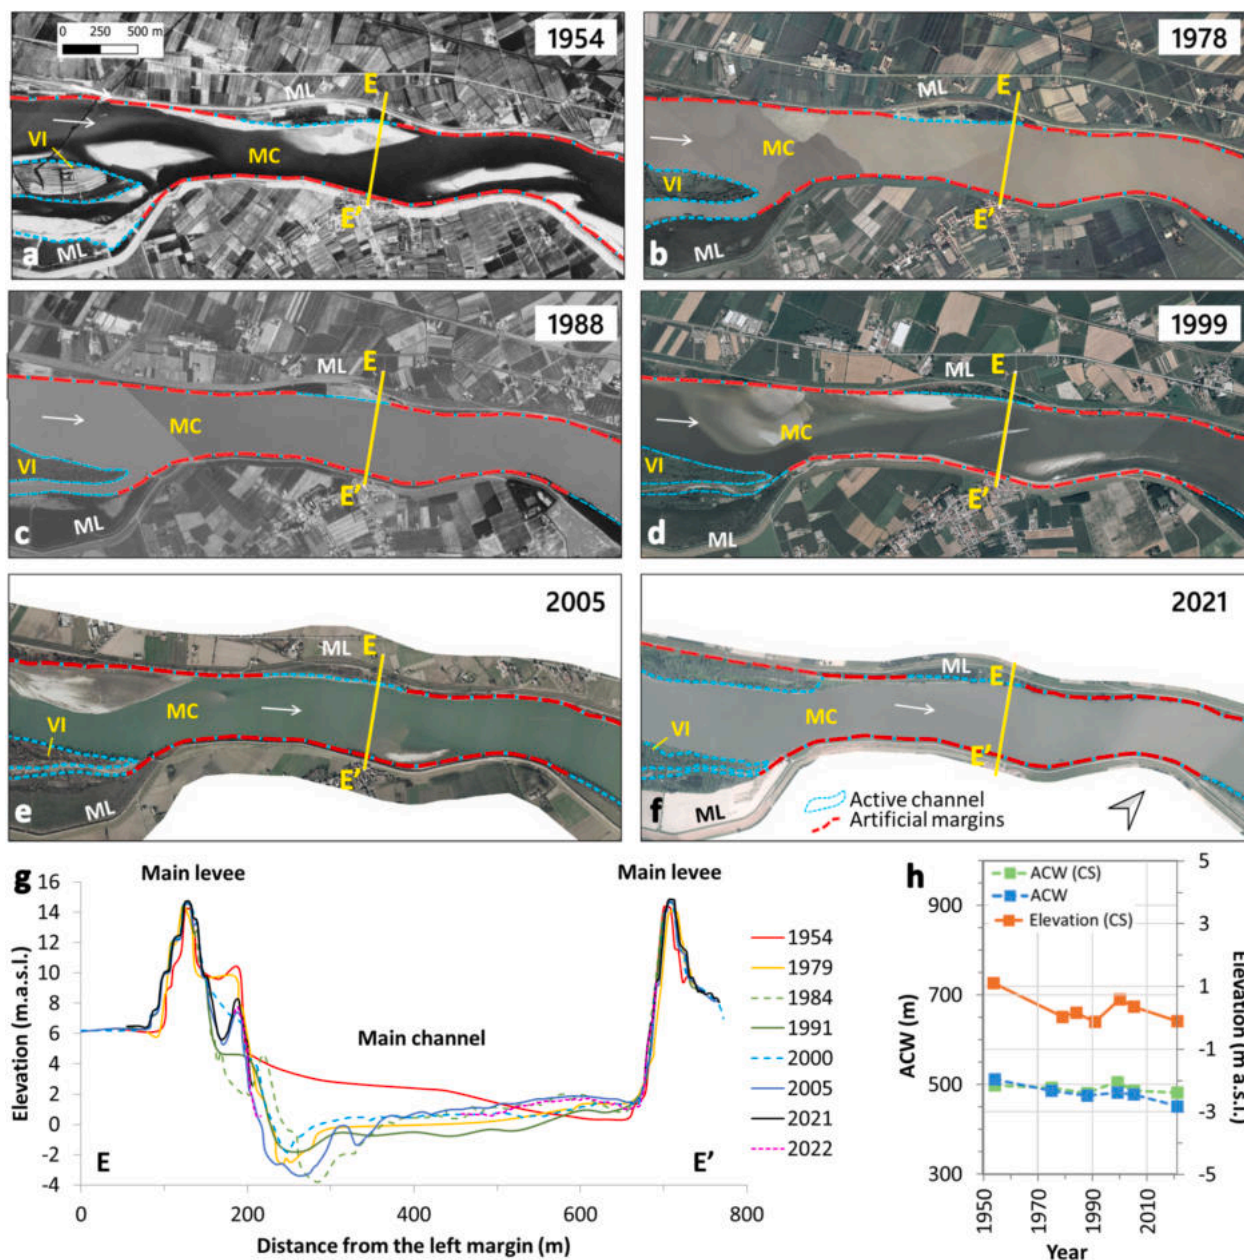 1954
0 250 500 m
E
ML
VI
MC
E'
a
ML
1978
E
ML
MC
VI
E'
b
ML
1988
E
ML
MC
VI
E'
c
ML
1999
E
ML
MC
VI
E'
d
ML
2005
E
ML
MC
VI
E'
e
ML
2021
E
ML
MC
VI
E'
f
ML
Active channel
Artificial margins
g
Main levee
Main levee
16
14
12
10
8
6
4
2
0
-2
-4
Elevation (m.a.s.l.)
Main channel
E
E'
0 200 400 600 800
Distance from the left margin (m)
1954
1979
1984
1991
2000
2005
2021
2022
h
ACW (CS)
ACW
Elevation (CS)
900
700
500
300
ACW (m)
5
3
1
-1
-3
-5
Elevation (m a.s.l.)
1950
1970
1990
2010
Year